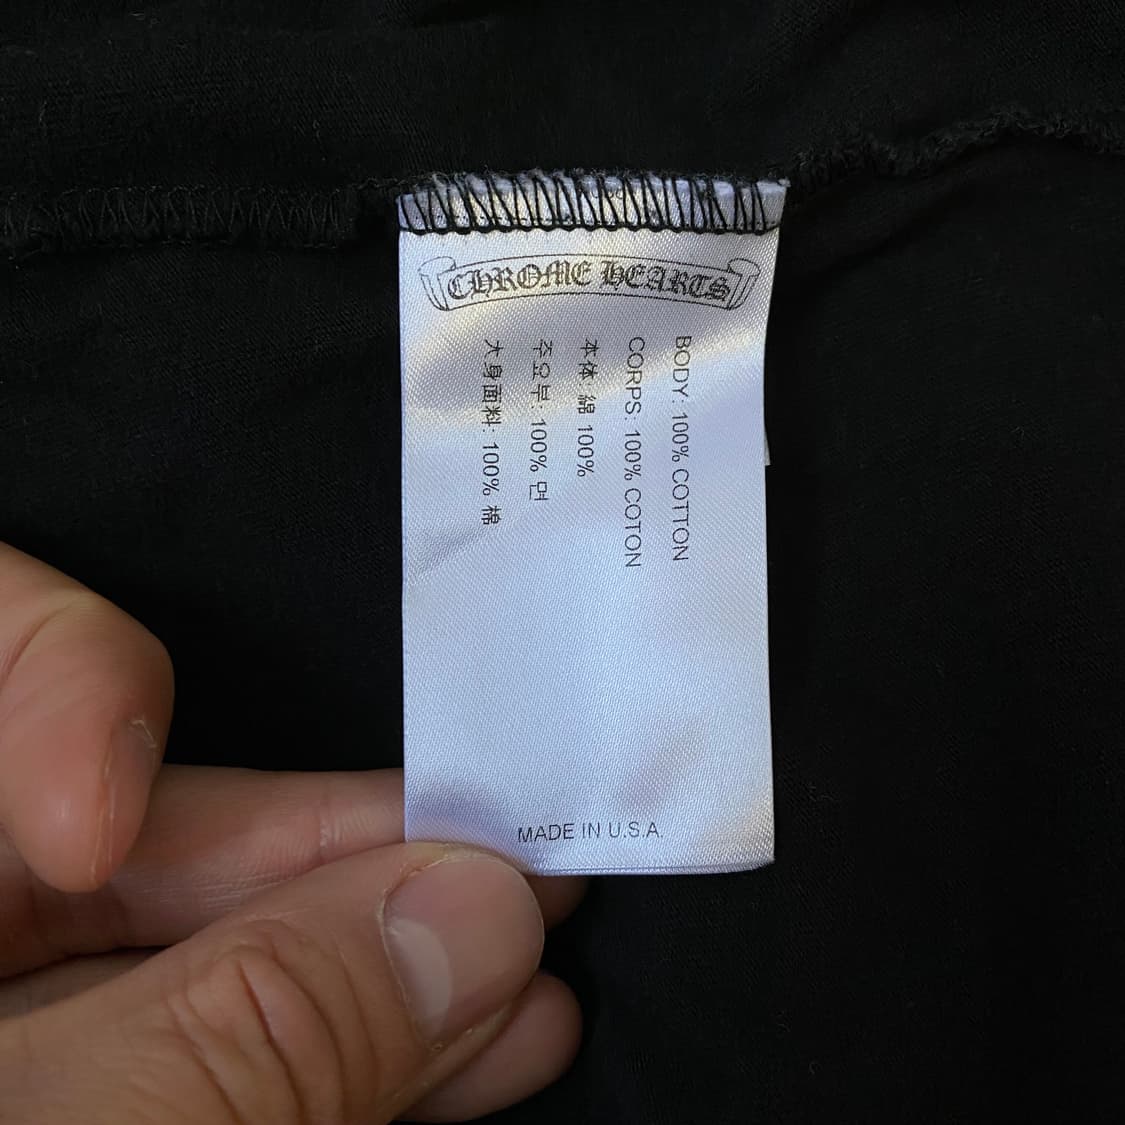 CHROME HEARTS
BODY: 100% COTTON
CORPS: 100% COTON
本体: 綿 100%
주요부: 100% 면
大身面料: 100% 棉
MADE IN U.S.A.